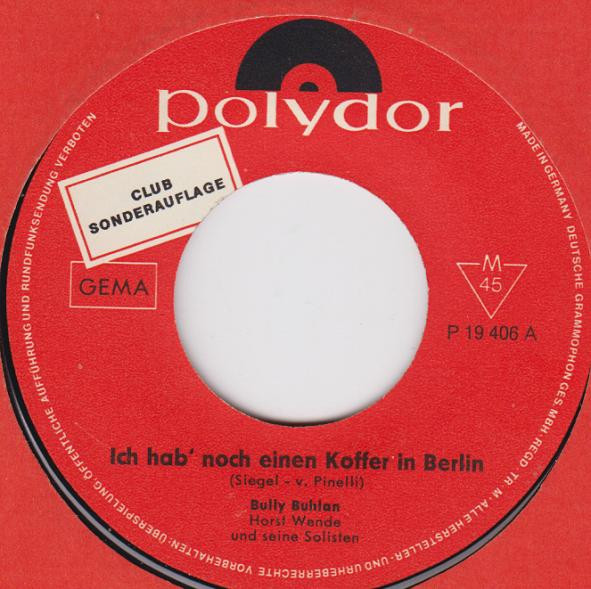 polydor
CLUB
SONDERAUFLAGE
GEMA
M
45
P 19 406 A
Ich hab' noch einen Koffer in Berlin
(Siegel - v. Pinelli)
Bully Buhlan
Horst Wende
und seine Solisten
MADE IN GERMANY DEUTSCHE GRAMMOPHON GES. MBH · REGD. TR. M. · ALLE HERSTELLER- UND URHEBERRECHTE VORBEHALTEN · ÜBERSPIELUNG, ÖFFENTLICHE AUFFÜHRUNG UND RUNDFUNKSENDUNG VERBOTEN